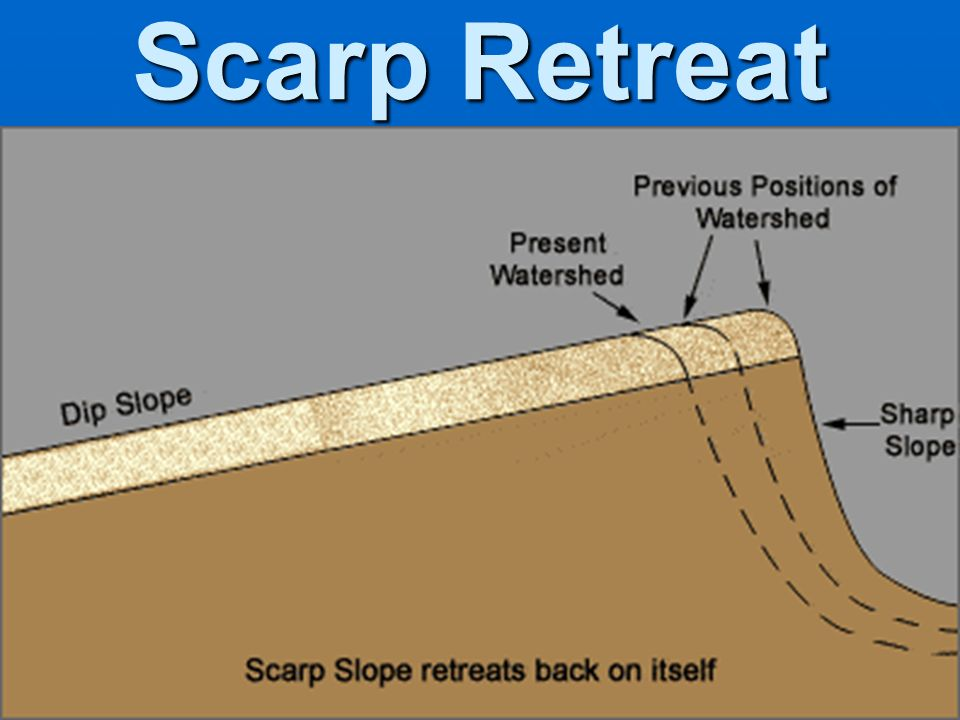 Scarp Retreat
Previous Positions of
Watershed
Present
Watershed
Dip Slope
Sharp
Slope
Scarp Slope retreats back on itself